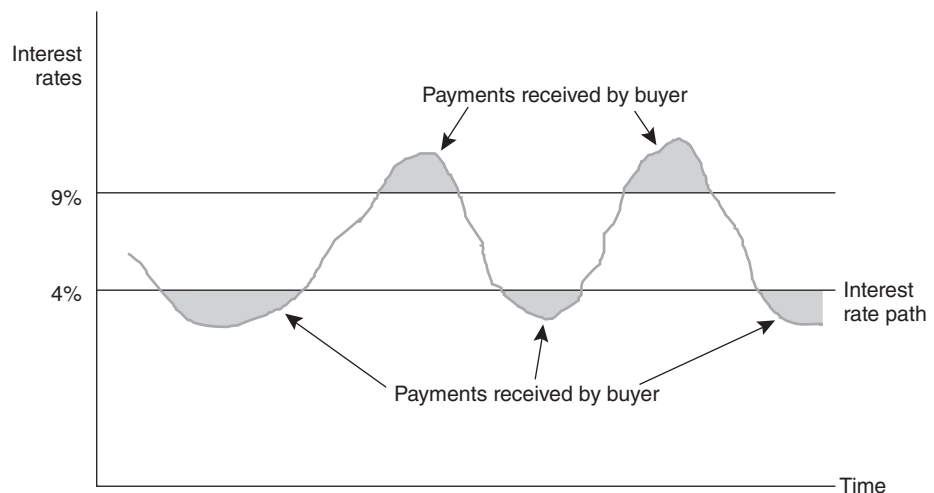 Interest
rates
Payments received by buyer
9%
4%
Interest
rate path
Payments received by buyer
Time